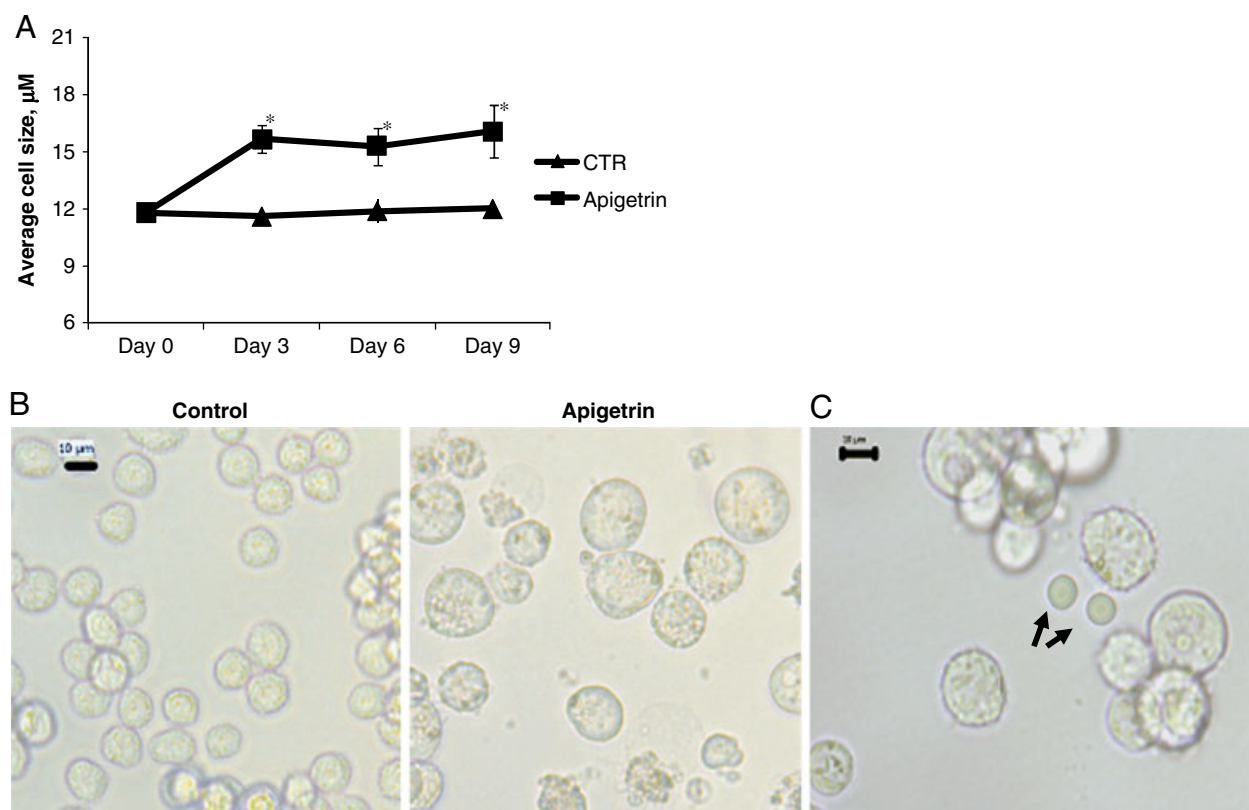 A
21
18
15
12
9
6
Average cell size, µM
*
*
*
CTR
Apigetrin
Day 0 Day 3 Day 6 Day 9
B
Control
Apigetrin
C
10 µm